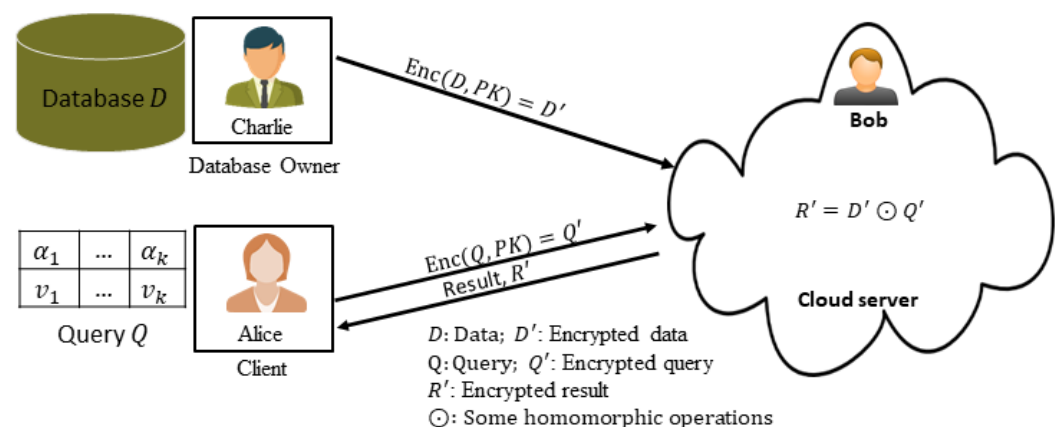 Database D
Charlie
Database Owner
Enc(D, PK) = D′
Bob
R′ = D′ ⊙ Q′
Cloud server
α₁ ... αₖ
v₁ ... vₖ
Query Q
Alice
Client
Enc(Q, PK) = Q′
Result, R′
D: Data; D′: Encrypted data
Q: Query; Q′: Encrypted query
R′: Encrypted result
⊙: Some homomorphic operations